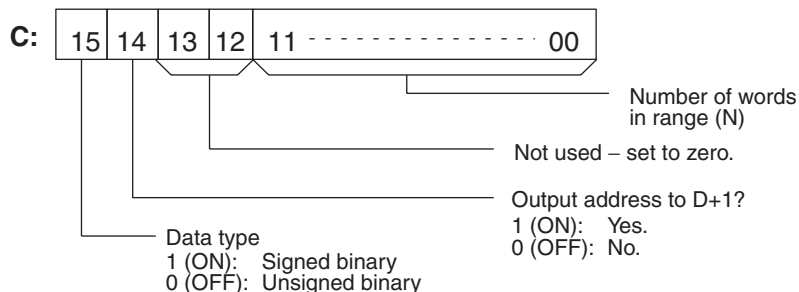 C: 15 14 13 12 11 - - - - - - - - - - - - - - - - 00
Number of words
in range (N)
Not used – set to zero.
Output address to D+1?
1 (ON): Yes.
0 (OFF): No.
Data type
1 (ON): Signed binary
0 (OFF): Unsigned binary